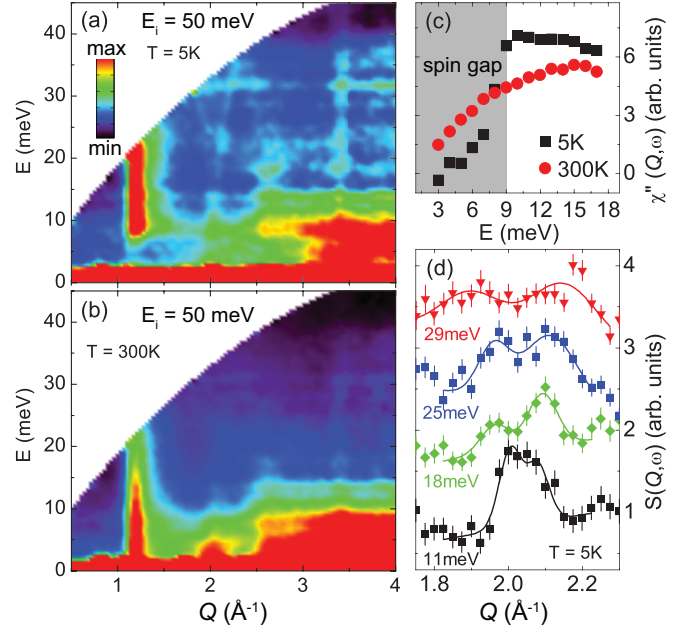 (a)
E_i = 50 meV
T = 5K
max
min
E (meV)
40
30
20
10
0
(b)
E_i = 50 meV
T = 300K
E (meV)
40
30
20
10
0
1 2 3 4
Q (Å⁻¹)
(c)
spin gap
5K
300K
6
3
0
χ'' (Q,ω) (arb. units)
3 6 9 12 15 18
E (meV)
(d)
29meV
25meV
18meV
11meV
T = 5K
4
3
2
1
S(Q,ω) (arb. units)
1.8 2.0 2.2
Q (Å⁻¹)